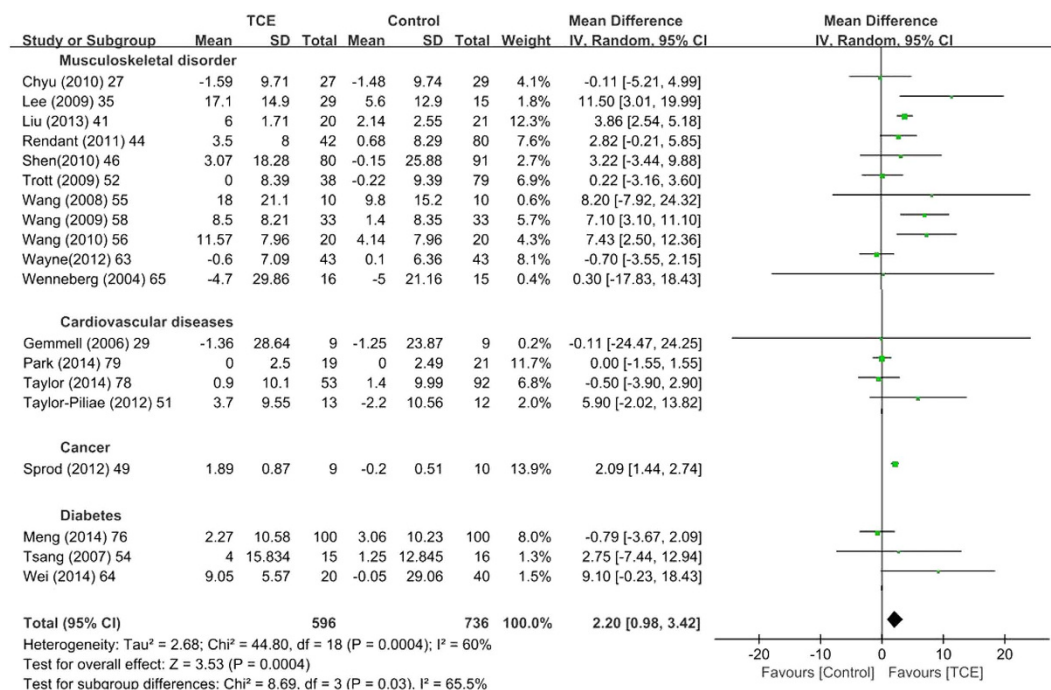 TCE Control Mean Difference Mean Difference
Study or Subgroup Mean SD Total Mean SD Total Weight IV, Random, 95% CI IV, Random, 95% CI
Musculoskeletal disorder
Chyu (2010) 27 -1.59 9.71 27 -1.48 9.74 29 4.1% -0.11 [-5.21, 4.99]
Lee (2009) 35 17.1 14.9 29 5.6 12.9 15 1.8% 11.50 [3.01, 19.99]
Liu (2013) 41 6 1.71 20 2.14 2.55 21 12.3% 3.86 [2.54, 5.18]
Rendant (2011) 44 3.5 8 42 0.68 8.29 80 7.6% 2.82 [-0.21, 5.85]
Shen(2010) 46 3.07 18.28 80 -0.15 25.88 91 2.7% 3.22 [-3.44, 9.88]
Trott (2009) 52 0 8.39 38 -0.22 9.39 79 6.9% 0.22 [-3.16, 3.60]
Wang (2008) 55 18 21.1 10 9.8 15.2 10 0.6% 8.20 [-7.92, 24.32]
Wang (2009) 58 8.5 8.21 33 1.4 8.35 33 5.7% 7.10 [3.10, 11.10]
Wang (2010) 56 11.57 7.96 20 4.14 7.96 20 4.3% 7.43 [2.50, 12.36]
Wayne(2012) 63 -0.6 7.09 43 0.1 6.36 43 8.1% -0.70 [-3.55, 2.15]
Wenneberg (2004) 65 -4.7 29.86 16 -5 21.16 15 0.4% 0.30 [-17.83, 18.43]
Cardiovascular diseases
Gemmell (2006) 29 -1.36 28.64 9 -1.25 23.87 9 0.2% -0.11 [-24.47, 24.25]
Park (2014) 79 0 2.5 19 0 2.49 21 11.7% 0.00 [-1.55, 1.55]
Taylor (2014) 78 0.9 10.1 53 1.4 9.99 92 6.8% -0.50 [-3.90, 2.90]
Taylor-Piliae (2012) 51 3.7 9.55 13 -2.2 10.56 12 2.0% 5.90 [-2.02, 13.82]
Cancer
Sprod (2012) 49 1.89 0.87 9 -0.2 0.51 10 13.9% 2.09 [1.44, 2.74]
Diabetes
Meng (2014) 76 2.27 10.58 100 3.06 10.23 100 8.0% -0.79 [-3.67, 2.09]
Tsang (2007) 54 4 15.834 15 1.25 12.845 16 1.3% 2.75 [-7.44, 12.94]
Wei (2014) 64 9.05 5.57 20 -0.05 29.06 40 1.5% 9.10 [-0.23, 18.43]
Total (95% CI) 596 736 100.0% 2.20 [0.98, 3.42]
Heterogeneity: Tau² = 2.68; Chi² = 44.80, df = 18 (P = 0.0004); I² = 60%
Test for overall effect: Z = 3.53 (P = 0.0004)
Test for subgroup differences: Chi² = 8.69, df = 3 (P = 0.03), I² = 65.5%
-20 -10 0 10 20
Favours [Control] Favours [TCE]